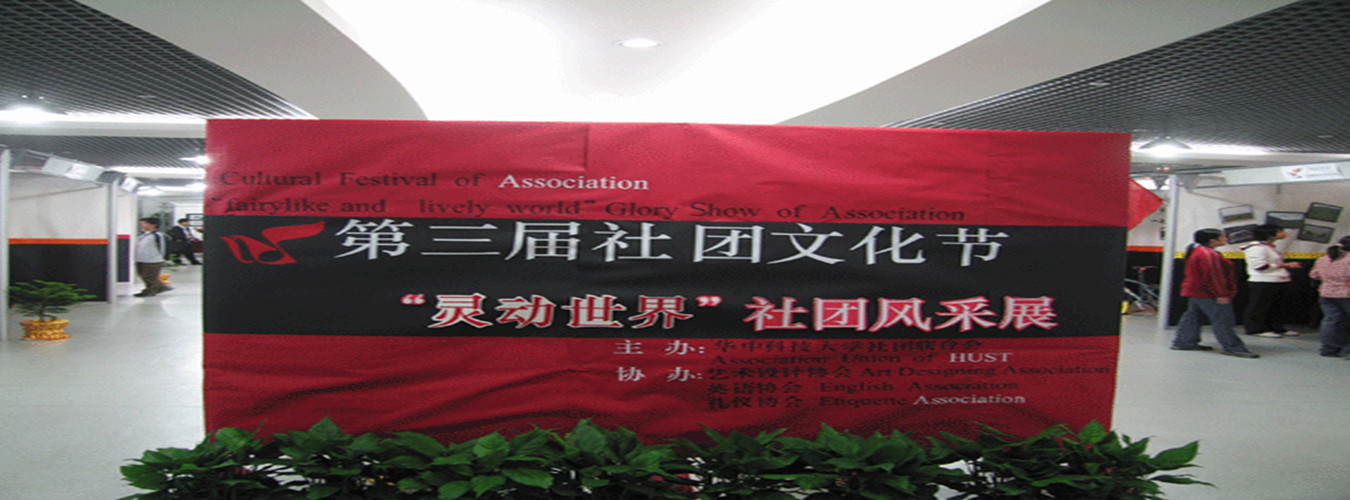 Cultural Festival of Association
"fairylike and lively world" Glory Show of Association
第三届社团文化节
“灵动世界”社团风采展
主 办: 华中科技大学社团联合会
Association Union of HUST
协 办: 艺术设计协会 Art Designing Association
英语协会 English Association
礼仪协会 Etiquette Association